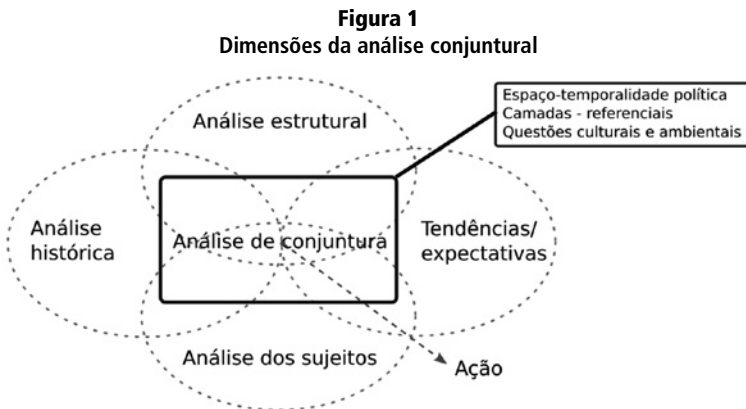 Figura 1
Dimensões da análise conjuntural
Espaço-temporalidade política
Camadas - referenciais
Questões culturais e ambientais
Análise estrutural
Análise
histórica
Análise de conjuntura
Tendências/
expectativas
Análise dos sujeitos
Ação